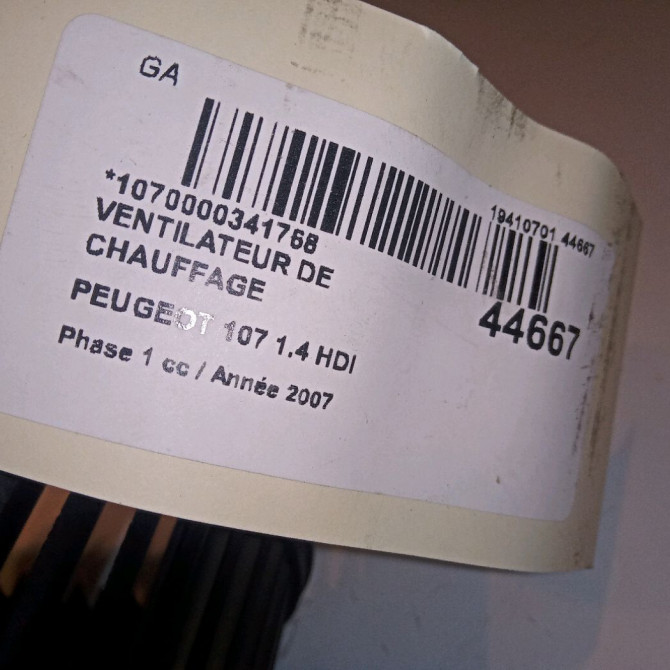 GA
*1070000341768
19410701 44667
VENTILATEUR DE
CHAUFFAGE
44667
PEUGEOT 107 1.4 HDI
Phase 1 cc / Année 2007